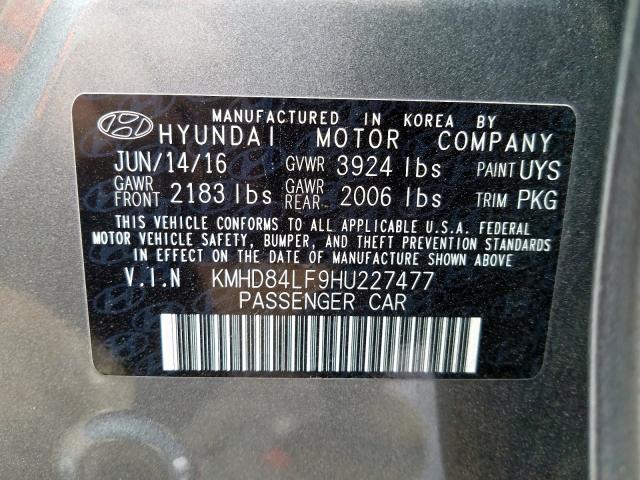 MANUFACTURED IN KOREA BY
HYUNDAI MOTOR COMPANY
JUN/14/16 GVWR 3924 lbs PAINT UYS
GAWR FRONT 2183 lbs GAWR REAR 2006 lbs TRIM PKG
THIS VEHICLE CONFORMS TO ALL APPLICABLE U.S.A. FEDERAL
MOTOR VEHICLE SAFETY, BUMPER, AND THEFT PREVENTION STANDARDS
IN EFFECT ON THE DATE OF MANUFACTURE SHOWN ABOVE.
V.I.N KMHD84LF9HU227477
PASSENGER CAR